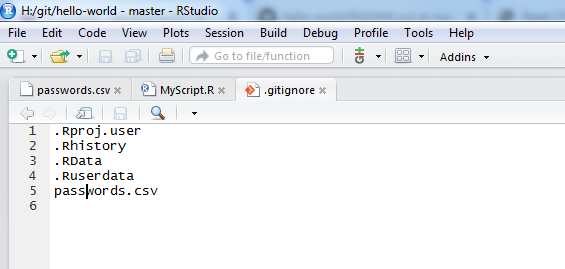 H:/git/hello-world - master - RStudio
File Edit Code View Plots Session Build Debug Profile Tools Help
Go to file/function Addins
passwords.csv MyScript.R .gitignore
1 .Rproj.user
2 .Rhistory
3 .RData
4 .Ruserdata
5 passwords.csv
6